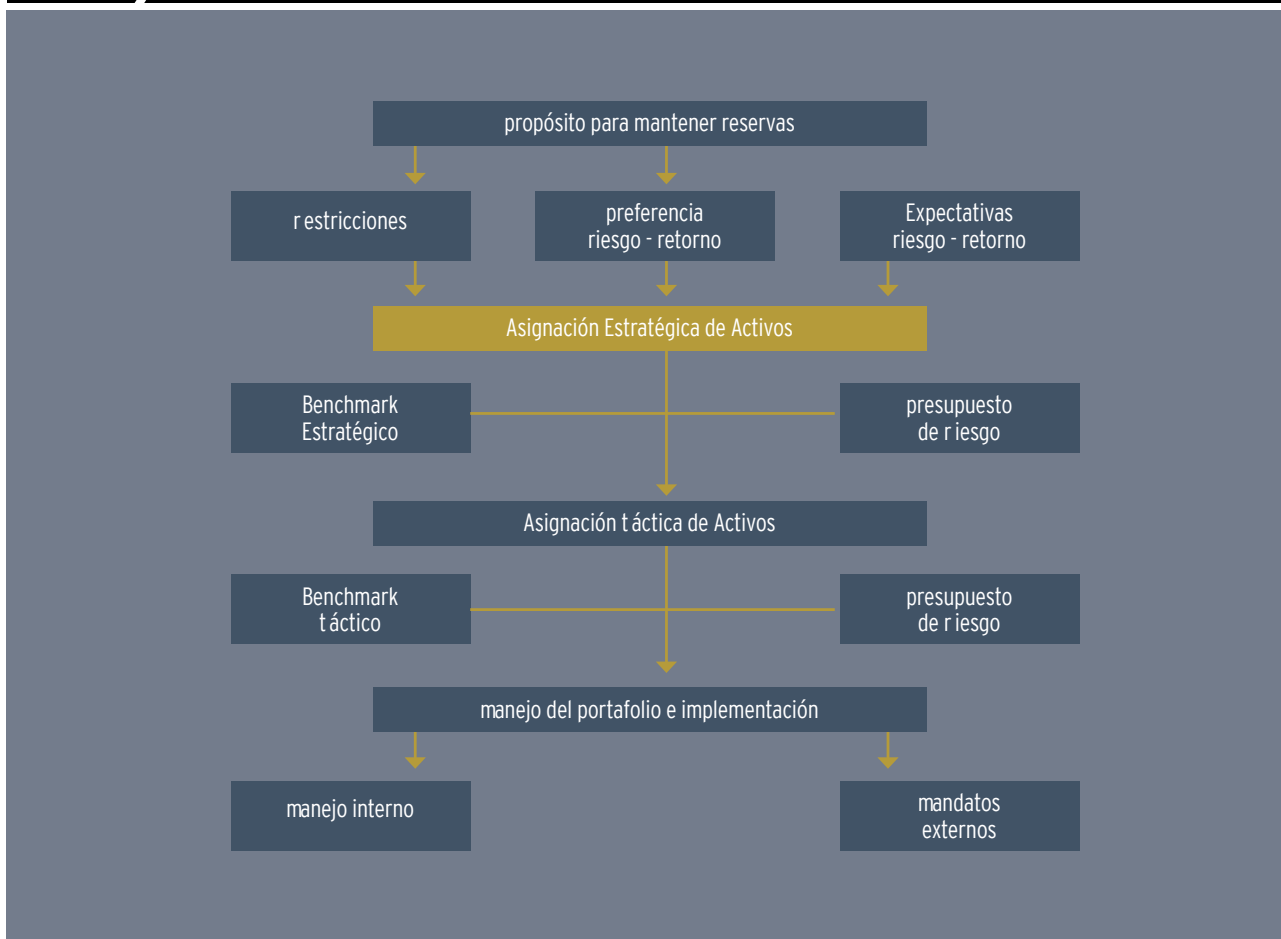 propósito para mantener reservas
r estricciones
preferencia
riesgo - retorno
Expectativas
riesgo - retorno
Asignación Estratégica de Activos
Benchmark
Estratégico
presupuesto
de r iesgo
Asignación t áctica de Activos
Benchmark
t áctico
presupuesto
de r iesgo
manejo del portafolio e implementación
manejo interno
mandatos
externos